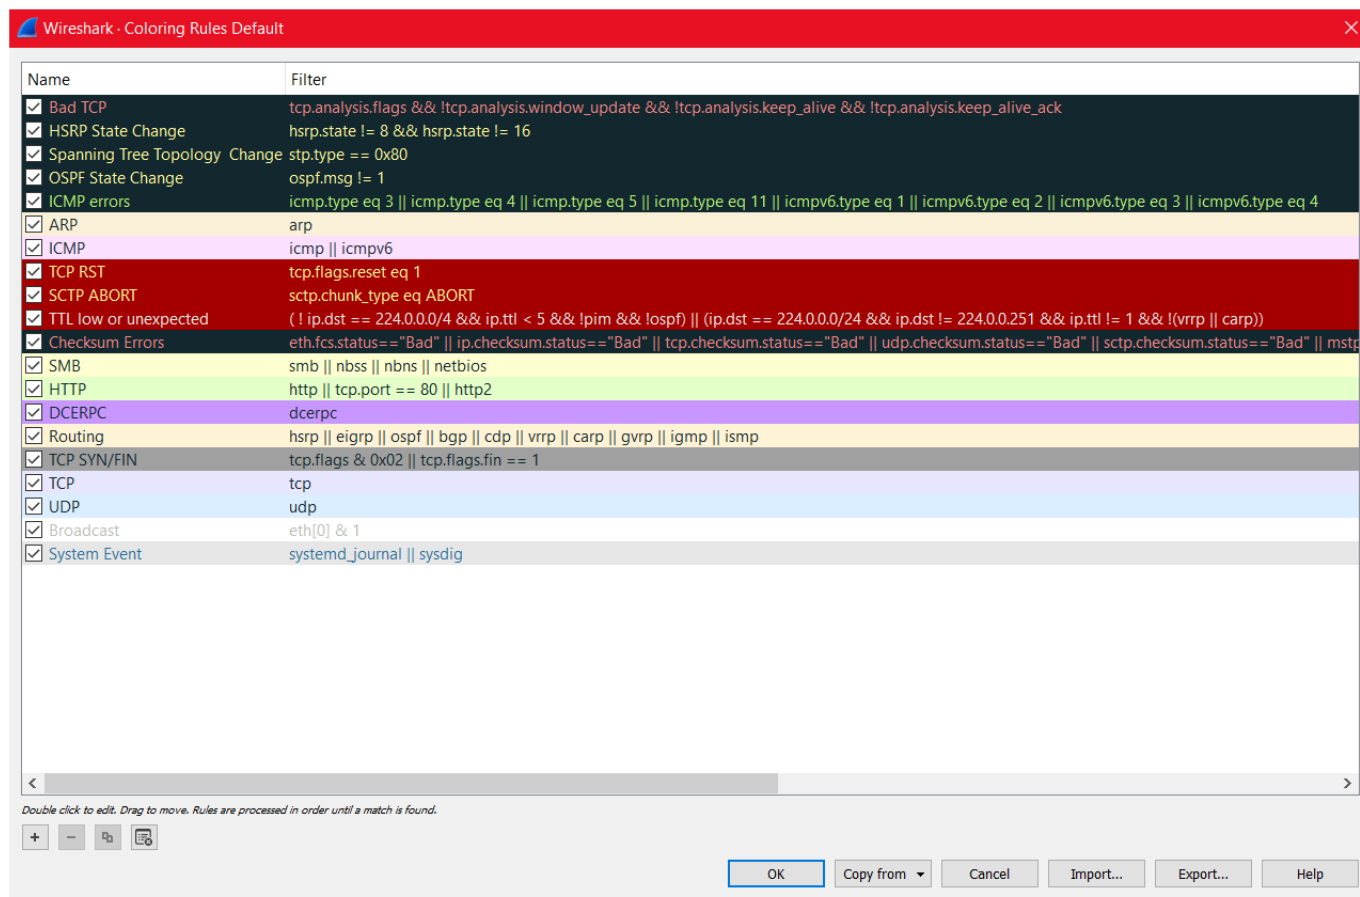 Wireshark · Coloring Rules Default
Name Filter
Bad TCP tcp.analysis.flags && !tcp.analysis.window_update && !tcp.analysis.keep_alive && !tcp.analysis.keep_alive_ack
HSRP State Change hsrp.state != 8 && hsrp.state != 16
Spanning Tree Topology  Change stp.type == 0x80
OSPF State Change ospf.msg != 1
ICMP errors icmp.type eq 3 || icmp.type eq 4 || icmp.type eq 5 || icmp.type eq 11 || icmpv6.type eq 1 || icmpv6.type eq 2 || icmpv6.type eq 3 || icmpv6.type eq 4
ARP arp
ICMP icmp || icmpv6
TCP RST tcp.flags.reset eq 1
SCTP ABORT sctp.chunk_type eq ABORT
TTL low or unexpected ( ! ip.dst == 224.0.0.0/4 && ip.ttl < 5 && !pim && !ospf) || (ip.dst == 224.0.0.0/24 && ip.dst != 224.0.0.251 && ip.ttl != 1 && !(vrrp || carp))
Checksum Errors eth.fcs.status=="Bad" || ip.checksum.status=="Bad" || tcp.checksum.status=="Bad" || udp.checksum.status=="Bad" || sctp.checksum.status=="Bad" || mstp
SMB smb || nbss || nbns || netbios
HTTP http || tcp.port == 80 || http2
DCERPC dcerpc
Routing hsrp || eigrp || ospf || bgp || cdp || vrrp || carp || gvrp || igmp || ismp
TCP SYN/FIN tcp.flags & 0x02 || tcp.flags.fin == 1
TCP tcp
UDP udp
Broadcast eth[0] & 1
System Event systemd_journal || sysdig
Double click to edit. Drag to move. Rules are processed in order until a match is found.
OK Copy from Cancel Import... Export... Help